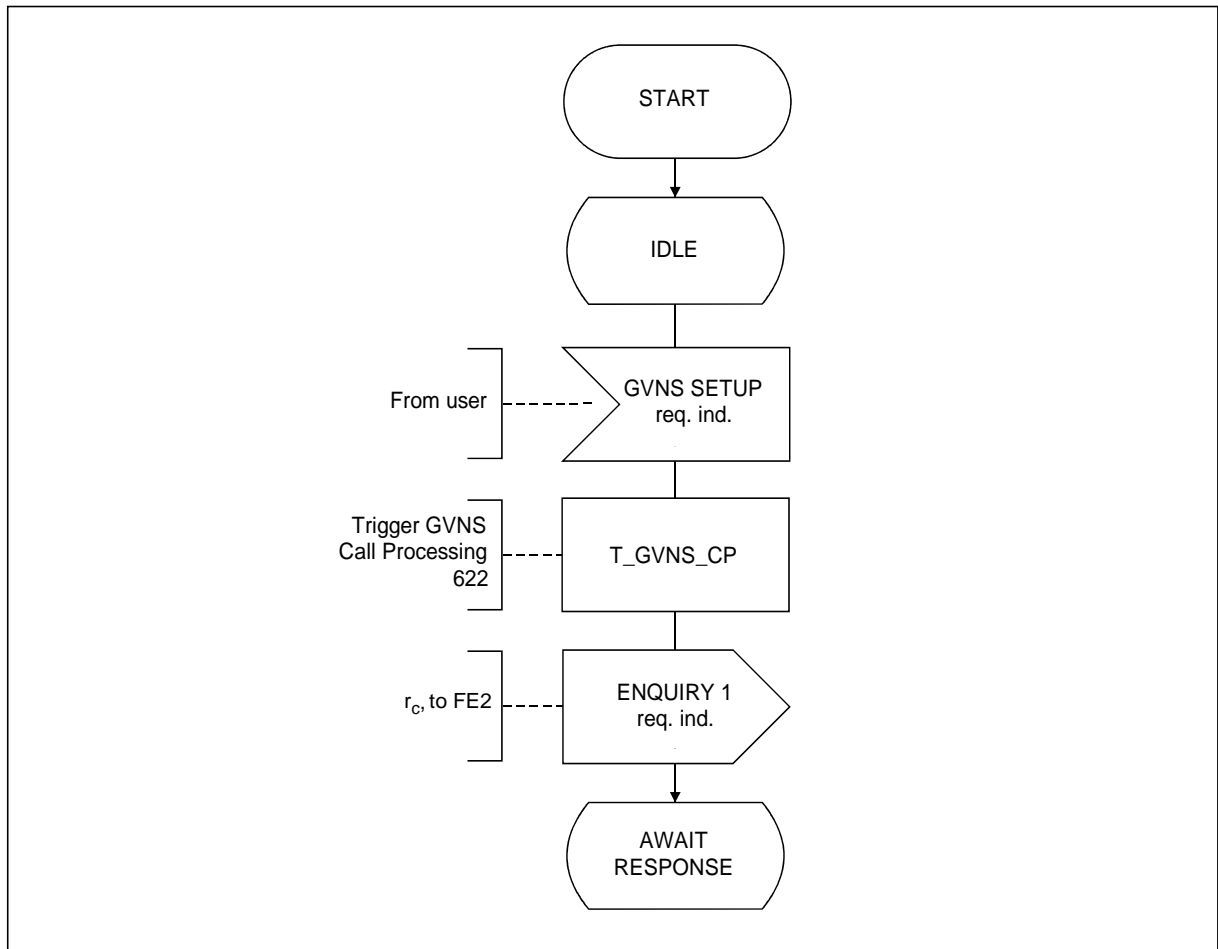 START
IDLE
From user
GVNS SETUP
req. ind.
Trigger GVNS
Call Processing
622
T_GVNS_CP
rc, to FE2
ENQUIRY 1
req. ind.
AWAIT
RESPONSE